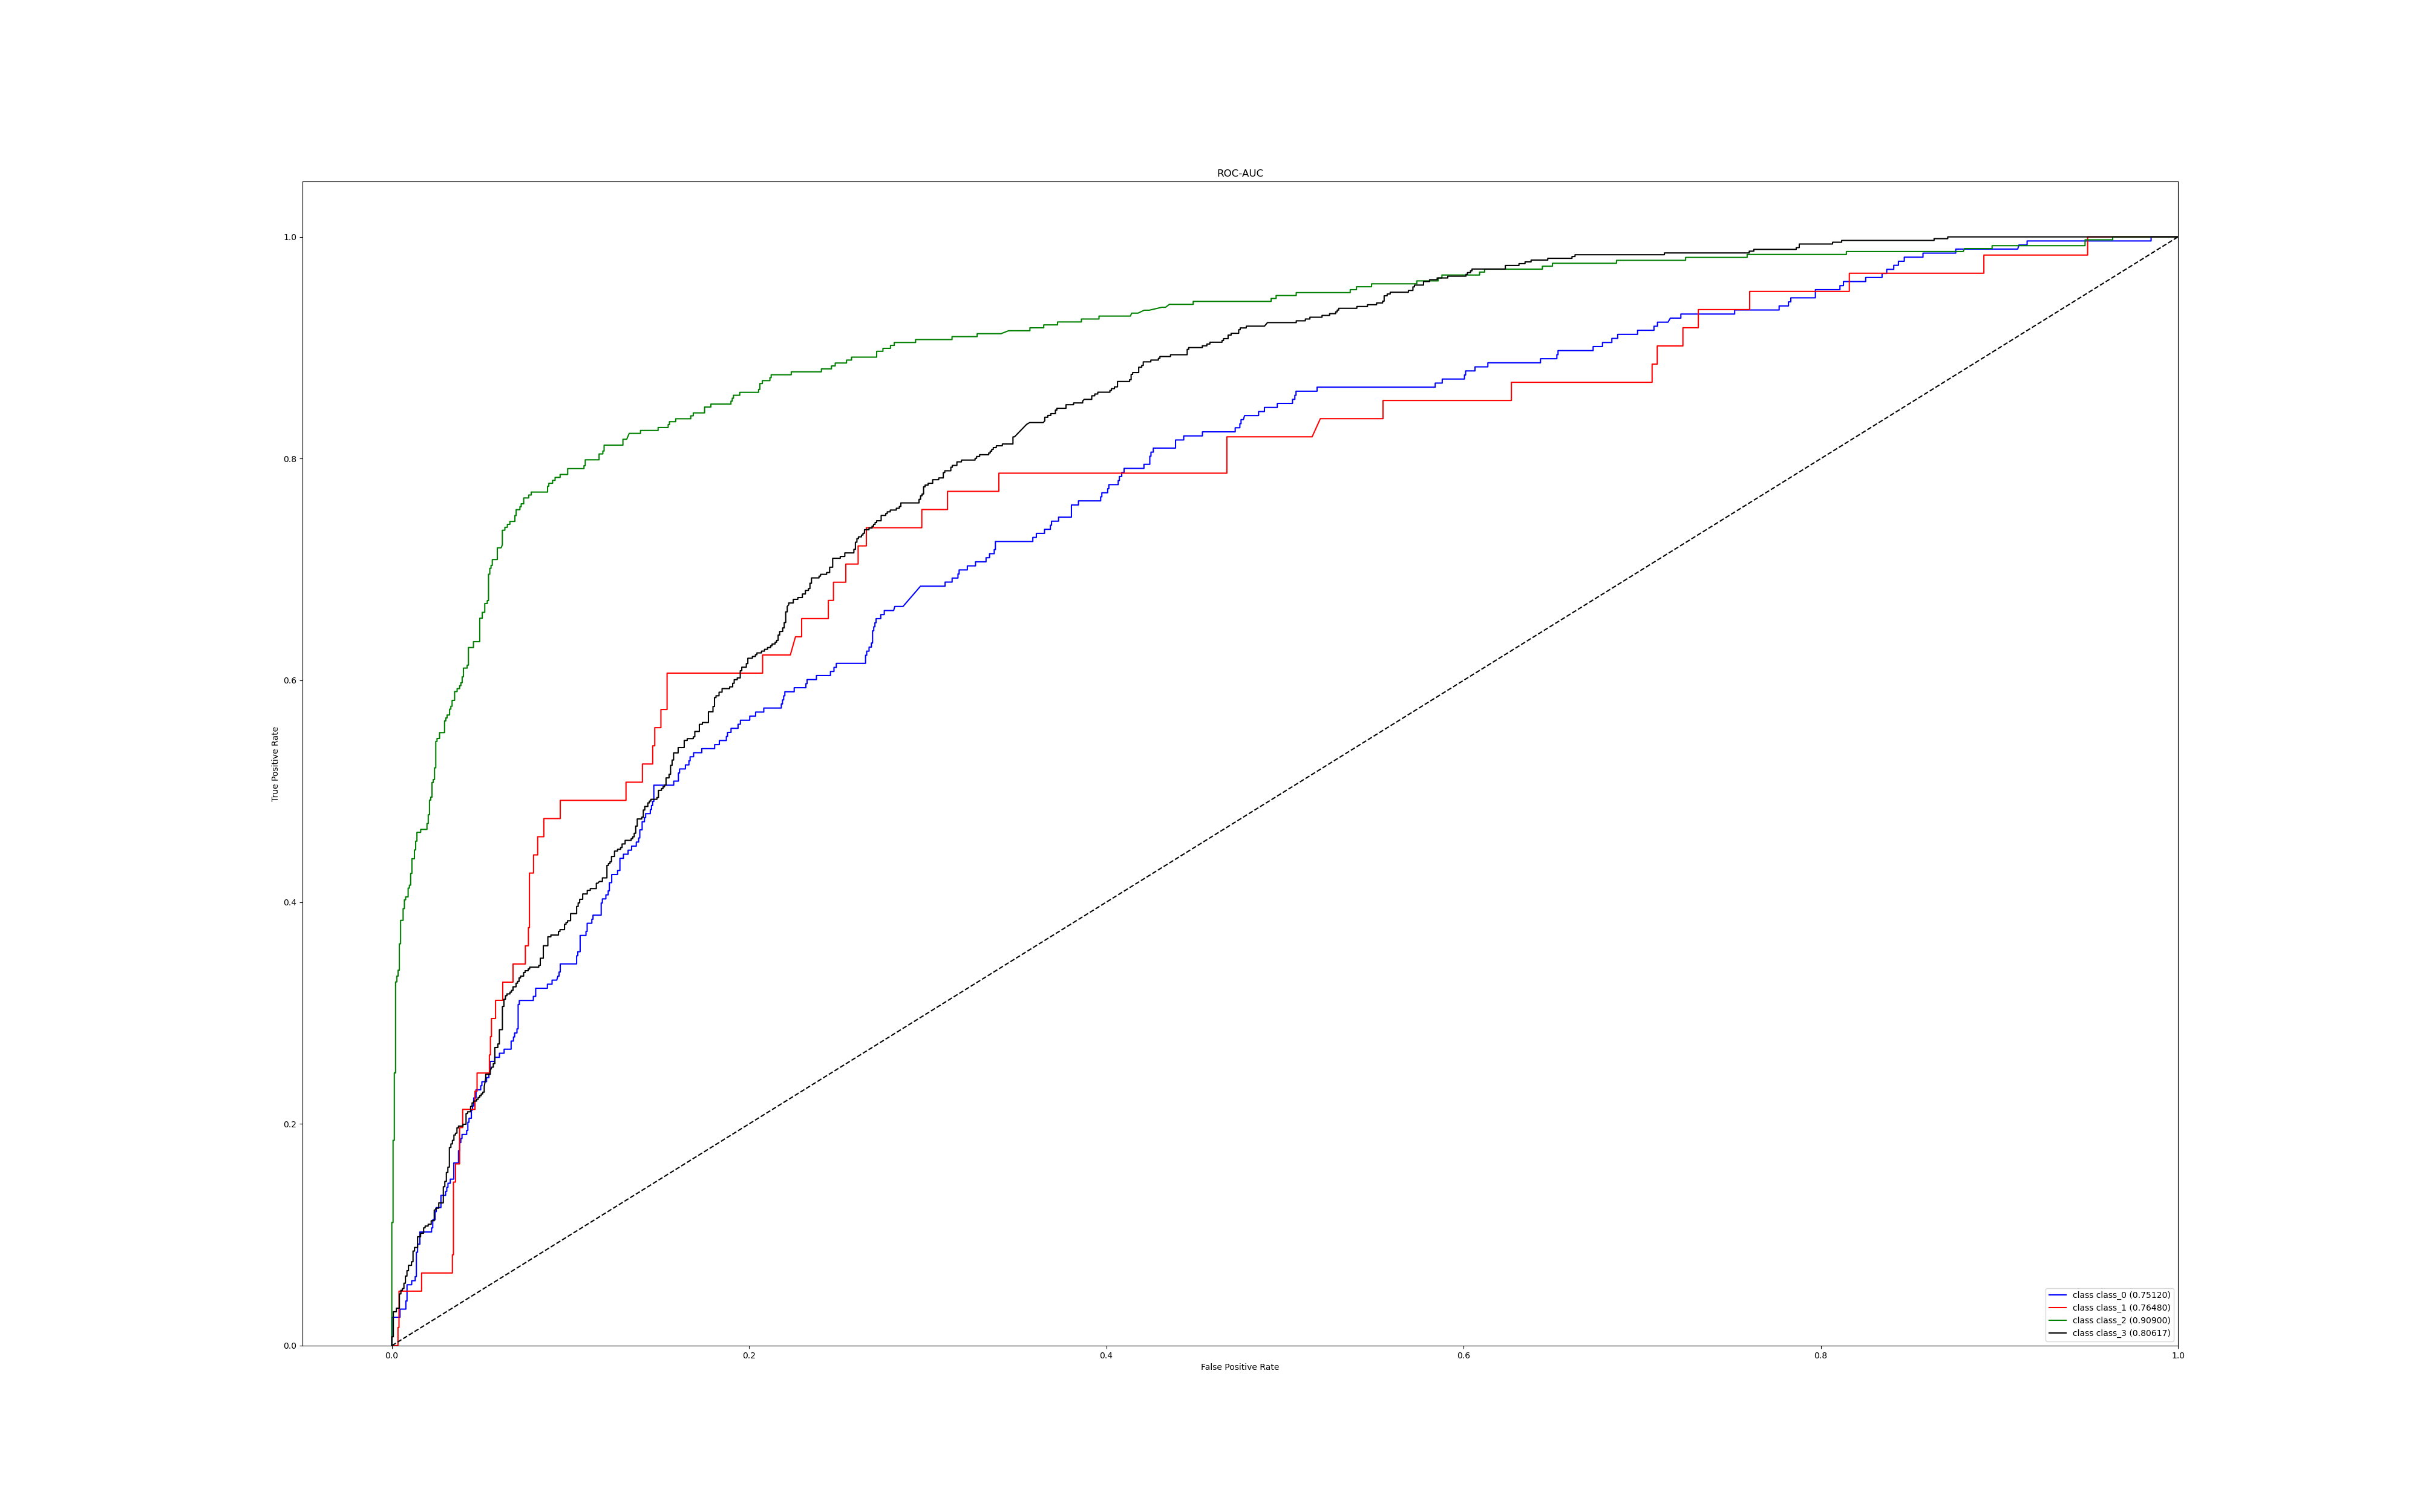 ROC-AUC
True Positive Rate
1.0
0.8
0.6
0.4
0.2
0.0
0.0 0.2 0.4 0.6 0.8 1.0
False Positive Rate
class class_0 (0.75120)
class class_1 (0.76480)
class class_2 (0.90900)
class class_3 (0.80617)